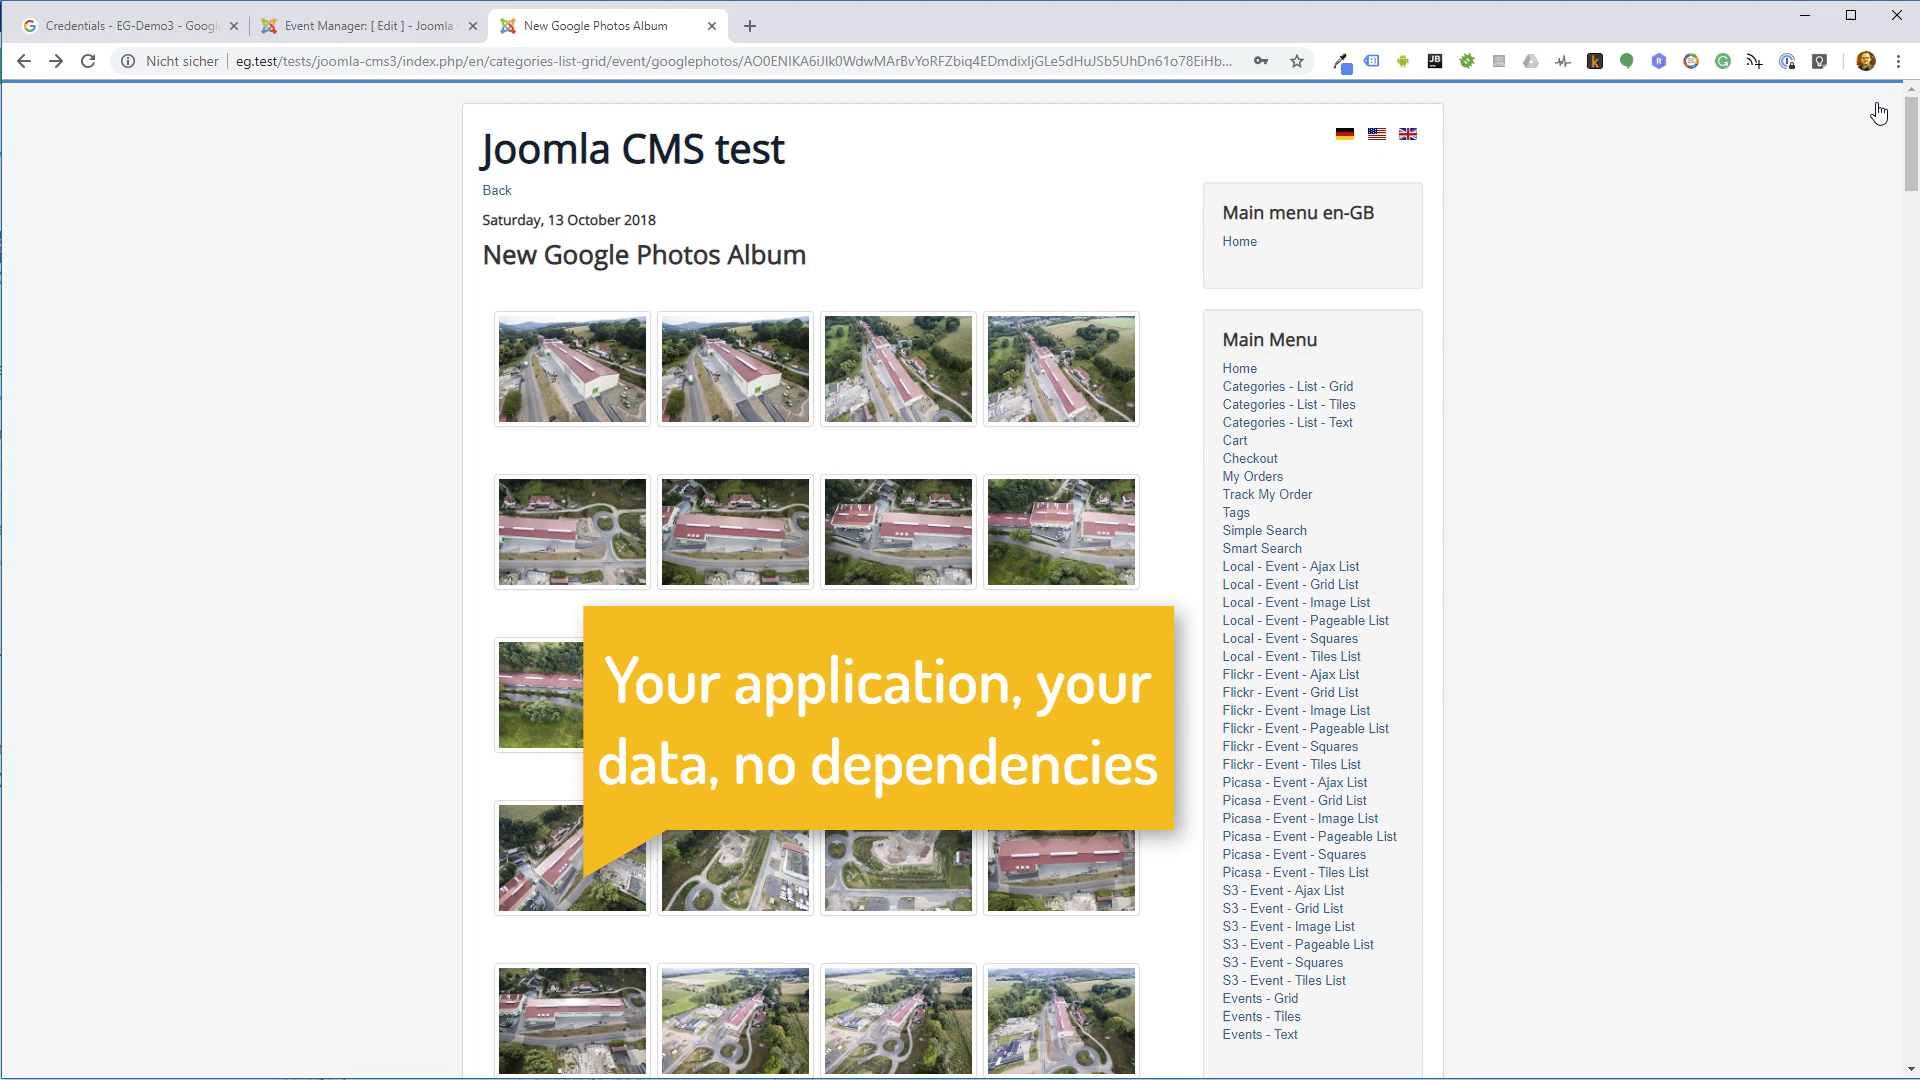 Credentials - EG-Demo3 - Googl
Event Manager: [ Edit ] - Joomla
New Google Photos Album
Nicht sicher
eg.test/tests/joomla-cms3/index.php/en/categories-list-grid/event/googlephotos/AO0ENIKA6iJlk0WdwMArBvYoRFZbiq4EDmdixIjGLe5dHuJSb5UhDn61o78EiHb...
Joomla CMS test
Back
Saturday, 13 October 2018
New Google Photos Album
Your application, your
data, no dependencies
Main menu en-GB
Home
Main Menu
Home
Categories - List - Grid
Categories - List - Tiles
Categories - List - Text
Cart
Checkout
My Orders
Track My Order
Tags
Simple Search
Smart Search
Local - Event - Ajax List
Local - Event - Grid List
Local - Event - Image List
Local - Event - Pageable List
Local - Event - Squares
Local - Event - Tiles List
Flickr - Event - Ajax List
Flickr - Event - Grid List
Flickr - Event - Image List
Flickr - Event - Pageable List
Flickr - Event - Squares
Flickr - Event - Tiles List
Picasa - Event - Ajax List
Picasa - Event - Grid List
Picasa - Event - Image List
Picasa - Event - Pageable List
Picasa - Event - Squares
Picasa - Event - Tiles List
S3 - Event - Ajax List
S3 - Event - Grid List
S3 - Event - Image List
S3 - Event - Pageable List
S3 - Event - Squares
S3 - Event - Tiles List
Events - Grid
Events - Tiles
Events - Text